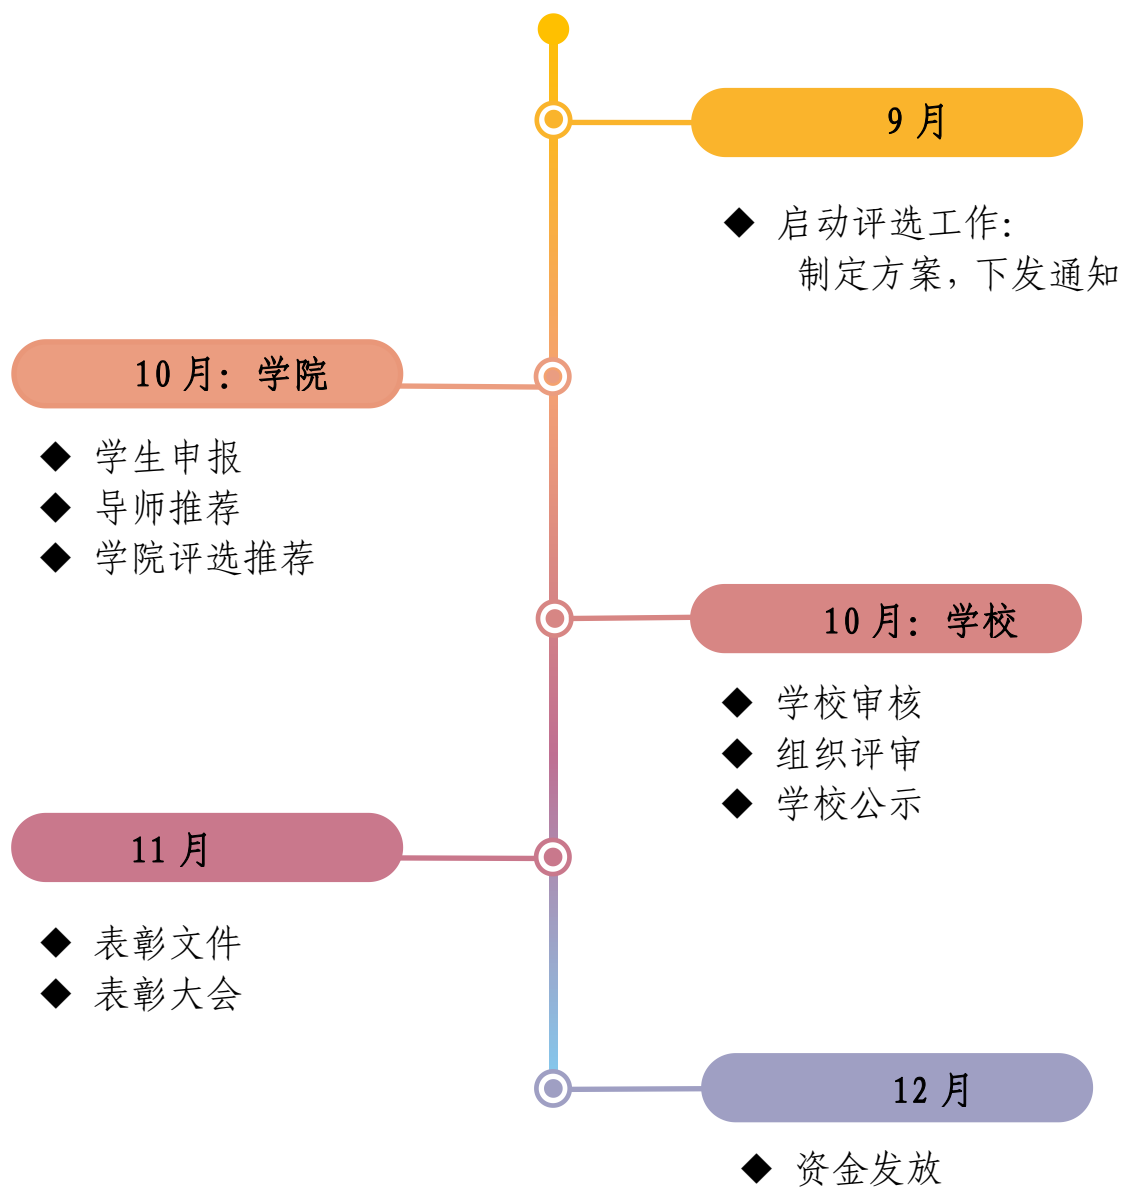 9 月
◆ 启动评选工作：
制定方案，下发通知
10 月：学院
◆ 学生申报
◆ 导师推荐
◆ 学院评选推荐
10 月：学校
◆ 学校审核
◆ 组织评审
◆ 学校公示
11 月
◆ 表彰文件
◆ 表彰大会
12 月
◆ 资金发放